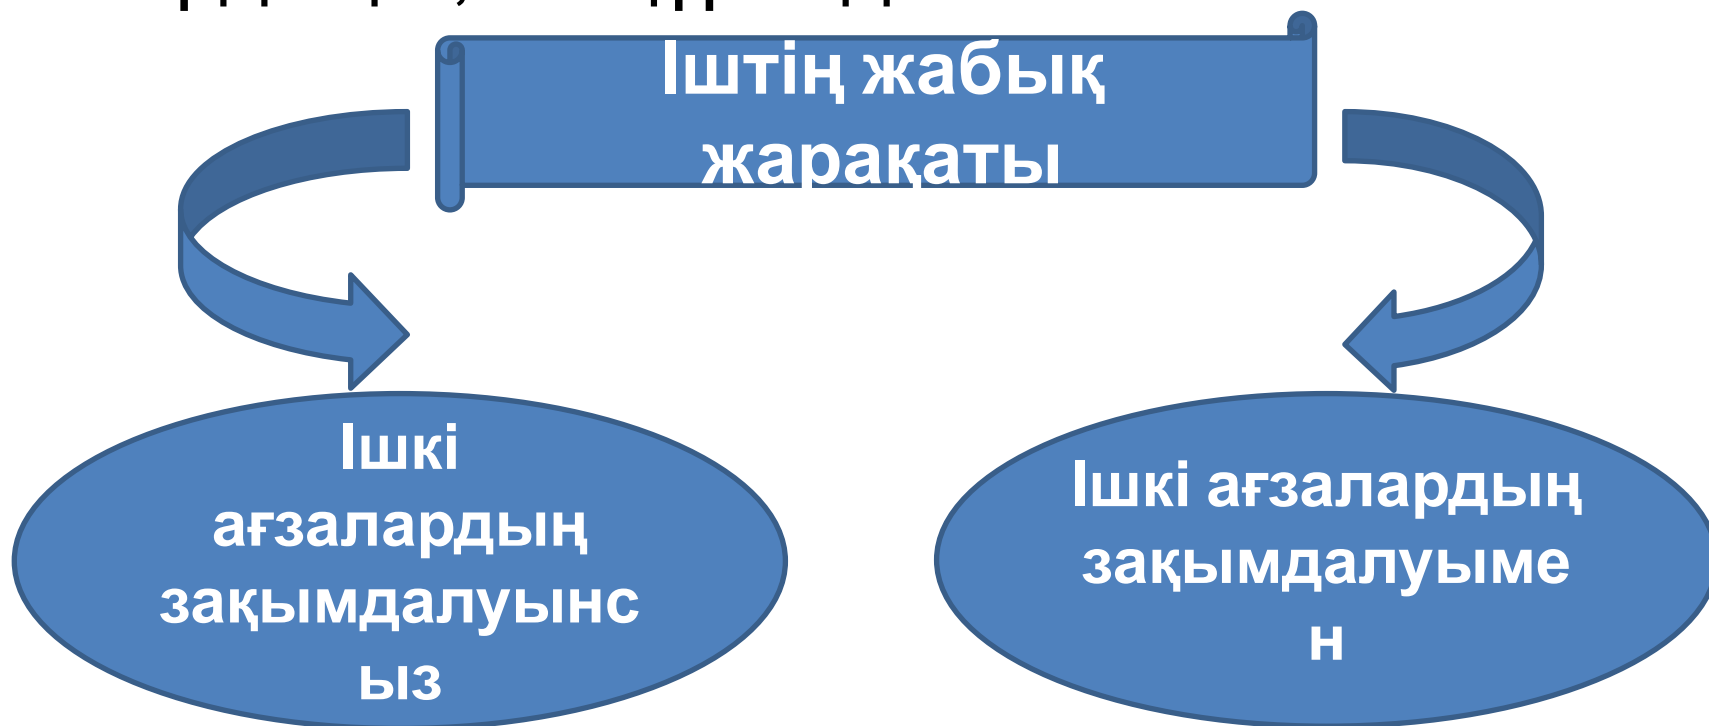 Іштің жабық
жарақаты
Ішкі
ағзалардың
зақымдалуынс
ыз
Ішкі ағзалардың
зақымдалуыме
н